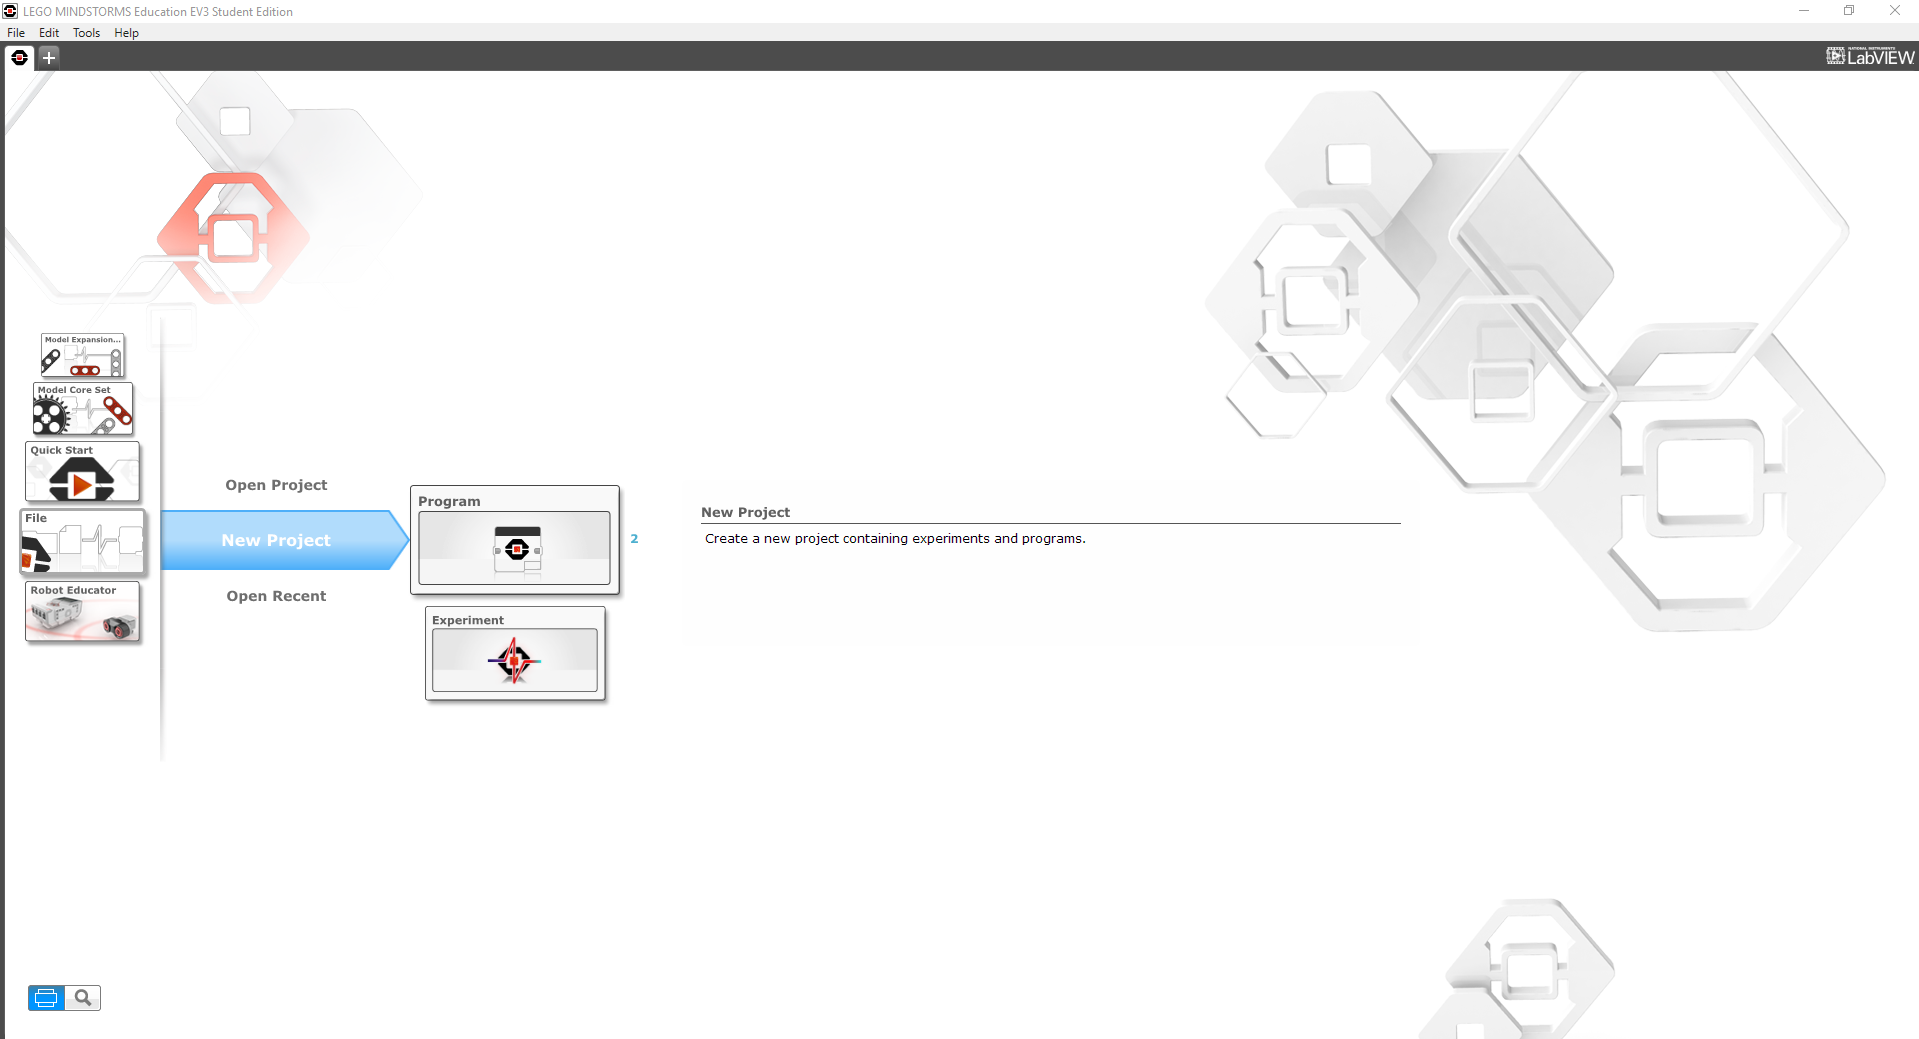 LEGO MINDSTORMS Education EV3 Student Edition
File Edit Tools Help
NATIONAL INSTRUMENTS
LabVIEW
Model Expansion...
Model Core Set
Quick Start
File
Robot Educator
Open Project
New Project
Open Recent
Program
2
Experiment
New Project
Create a new project containing experiments and programs.